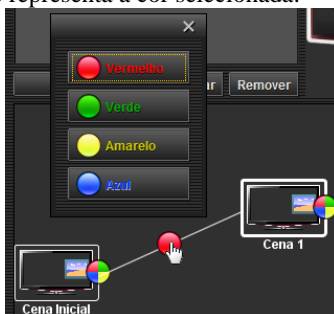 representa a cor selecionada.
Vermelho
Verde
ar Remover
Amarelo
Azul
Cena 1
Cena Inicial